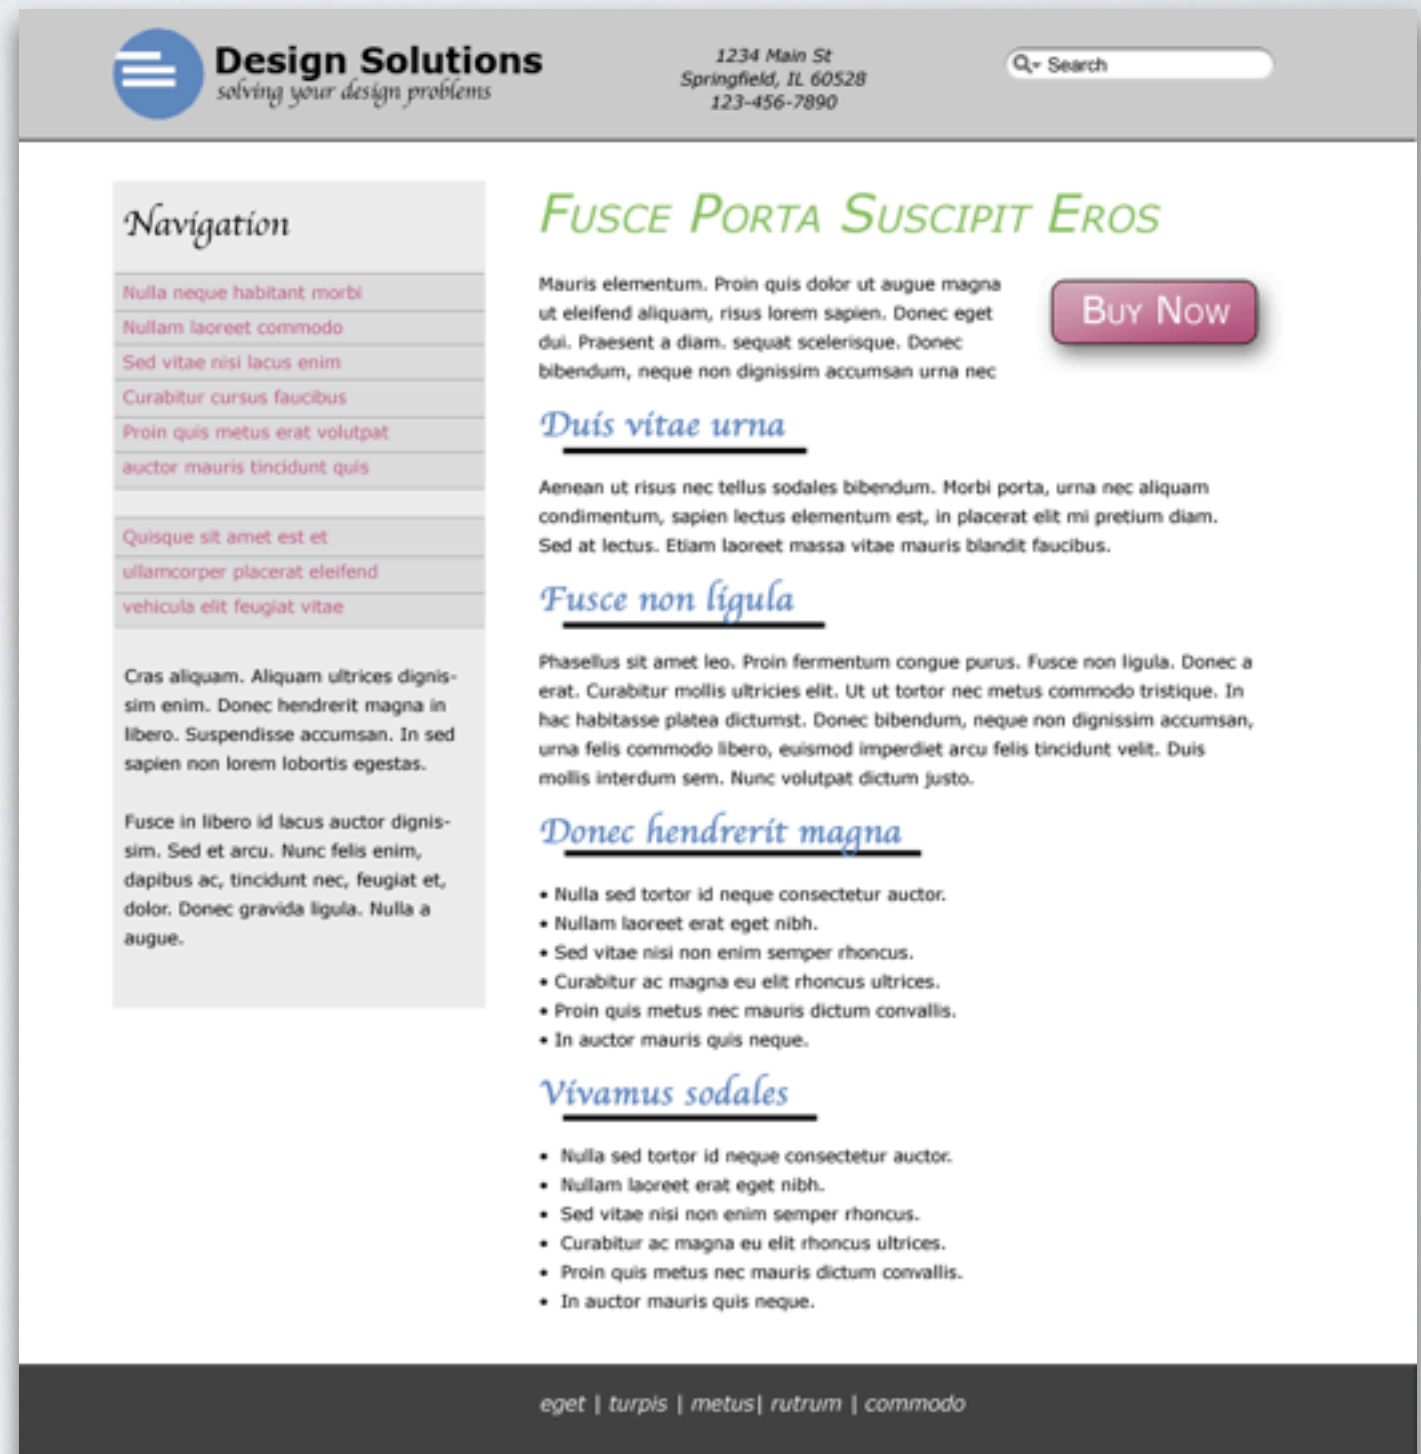 Design Solutions
solving your design problems
1234 Main St
Springfield, IL 60528
123-456-7890
Search
Navigation
Nulla neque habitant morbi
Nullam laoreet commodo
Sed vitae nisi lacus enim
Curabitur cursus faucibus
Proin quis metus erat volutpat
auctor mauris tincidunt quis
Quisque sit amet est et
ullamcorper placerat eleifend
vehicula elit feugiat vitae
Cras aliquam. Aliquam ultrices dignis-
sim enim. Donec hendrerit magna in
libero. Suspendisse accumsan. In sed
sapien non lorem lobortis egestas.
Fusce in libero id lacus auctor dignis-
sim. Sed et arcu. Nunc felis enim,
dapibus ac, tincidunt nec, feugiat et,
dolor. Donec gravida ligula. Nulla a
augue.
Fusce Porta Suscipit Eros
Mauris elementum. Proin quis dolor ut augue magna
ut eleifend aliquam, risus lorem sapien. Donec eget
dui. Praesent a diam. sequat scelerisque. Donec
bibendum, neque non dignissim accumsan urna nec
Buy Now
Duis vitae urna
Aenean ut risus nec tellus sodales bibendum. Morbi porta, urna nec aliquam
condimentum, sapien lectus elementum est, in placerat elit mi pretium diam.
Sed at lectus. Etiam laoreet massa vitae mauris blandit faucibus.
Fusce non ligula
Phasellus sit amet leo. Proin fermentum congue purus. Fusce non ligula. Donec a
erat. Curabitur mollis ultricies elit. Ut ut tortor nec metus commodo tristique. In
hac habitasse platea dictumst. Donec bibendum, neque non dignissim accumsan,
urna felis commodo libero, euismod imperdiet arcu felis tincidunt velit. Duis
mollis interdum sem. Nunc volutpat dictum justo.
Donec hendrerit magna
• Nulla sed tortor id neque consectetur auctor.
• Nullam laoreet erat eget nibh.
• Sed vitae nisi non enim semper rhoncus.
• Curabitur ac magna eu elit rhoncus ultrices.
• Proin quis metus nec mauris dictum convallis.
• In auctor mauris quis neque.
Vivamus sodales
• Nulla sed tortor id neque consectetur auctor.
• Nullam laoreet erat eget nibh.
• Sed vitae nisi non enim semper rhoncus.
• Curabitur ac magna eu elit rhoncus ultrices.
• Proin quis metus nec mauris dictum convallis.
• In auctor mauris quis neque.
eget | turpis | metus| rutrum | commodo